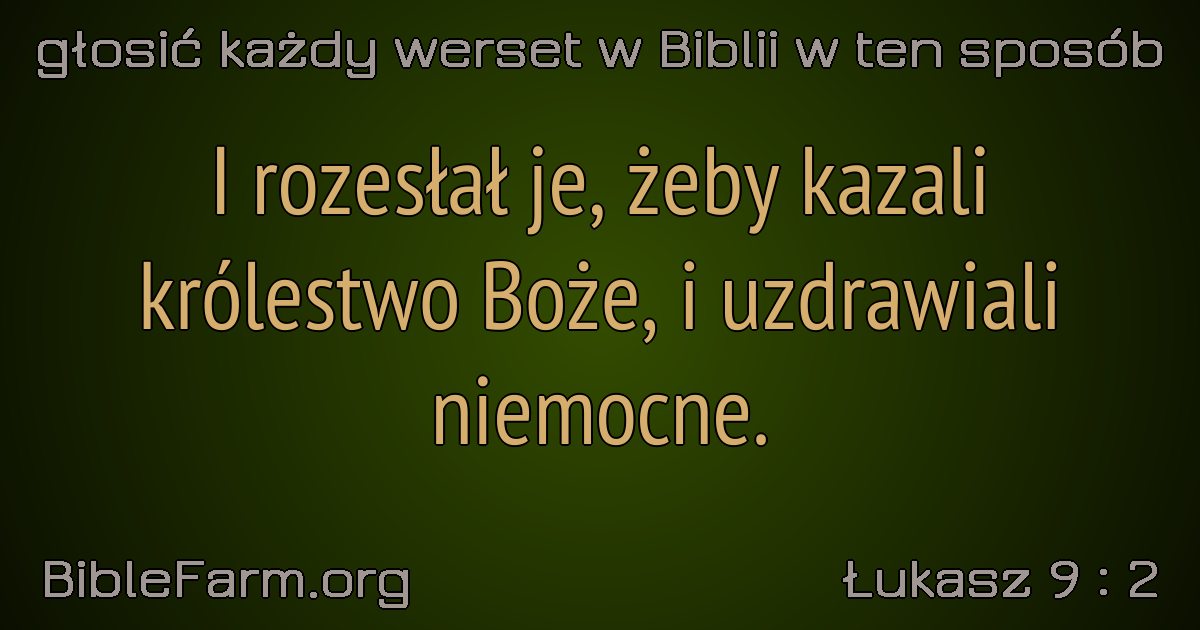 głosić każdy werset w Biblii w ten sposób
I rozesłał je, żeby kazali
królestwo Boże, i uzdrawiali
niemocne.
BibleFarm.org
Łukasz 9 : 2